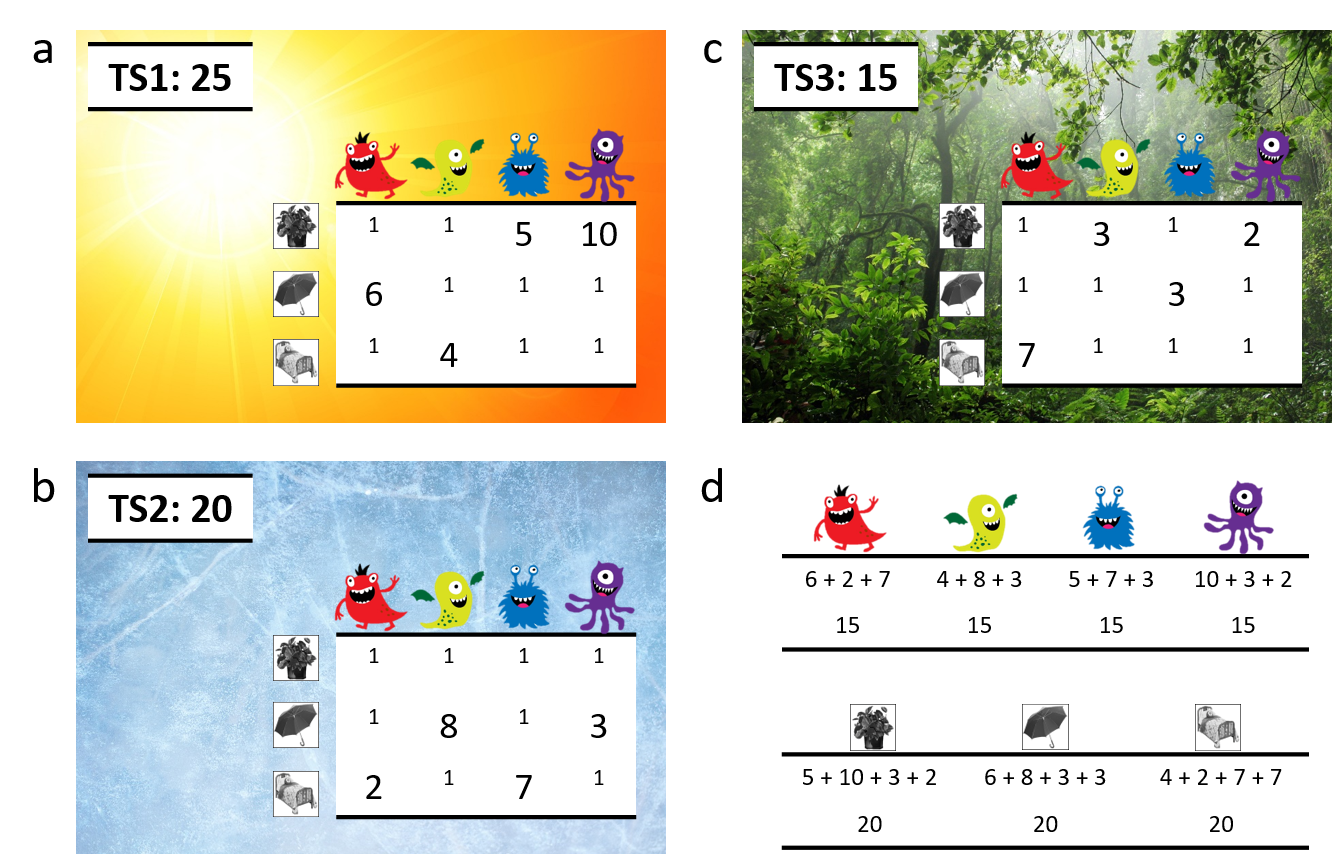 a
TS1: 25
1 1 5 10
6 1 1 1
1 4 1 1
b
TS2: 20
1 1 1 1
1 8 1 3
2 1 7 1
c
TS3: 15
1 3 1 2
1 1 3 1
7 1 1 1
d
6 + 2 + 7 4 + 8 + 3 5 + 7 + 3 10 + 3 + 2
15 15 15 15
5 + 10 + 3 + 2 6 + 8 + 3 + 3 4 + 2 + 7 + 7
20 20 20